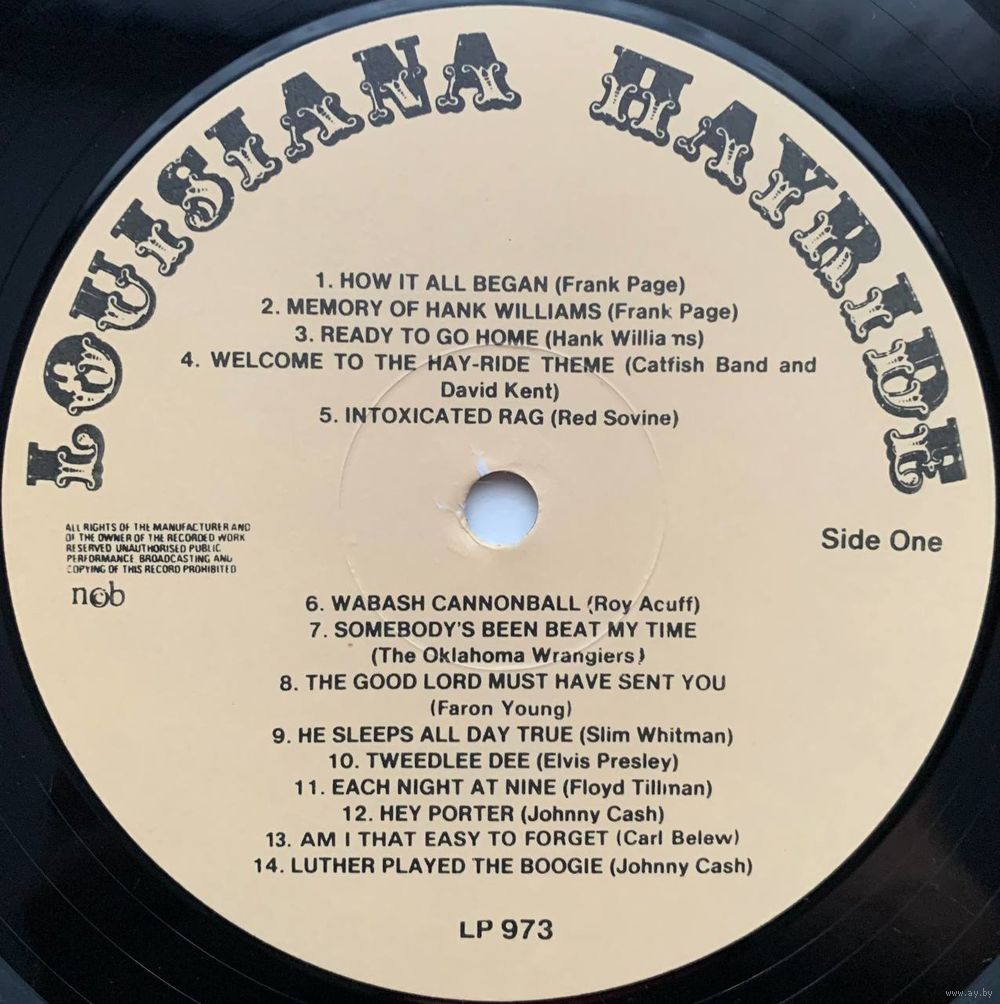 LOUISIANA HAYRIDE
1. HOW IT ALL BEGAN (Frank Page)
2. MEMORY OF HANK WILLIAMS (Frank Page)
3. READY TO GO HOME (Hank Williams)
4. WELCOME TO THE HAY-RIDE THEME (Catfish Band and
David Kent)
5. INTOXICATED RAG (Red Sovine)
ALL RIGHTS OF THE MANUFACTURER AND
OF THE OWNER OF THE RECORDED WORK
RESERVED UNAUTHORISED PUBLIC
PERFORMANCE BROADCASTING AND
COPYING OF THIS RECORD PROHIBITED
ncb
Side One
6. WABASH CANNONBALL (Roy Acuff)
7. SOMEBODY'S BEEN BEAT MY TIME
(The Oklahoma Wrangiers)
8. THE GOOD LORD MUST HAVE SENT YOU
(Faron Young)
9. HE SLEEPS ALL DAY TRUE (Slim Whitman)
10. TWEEDLEE DEE (Elvis Presley)
11. EACH NIGHT AT NINE (Floyd Tillman)
12. HEY PORTER (Johnny Cash)
13. AM I THAT EASY TO FORGET (Carl Belew)
14. LUTHER PLAYED THE BOOGIE (Johnny Cash)
LP 973
www.ay.by